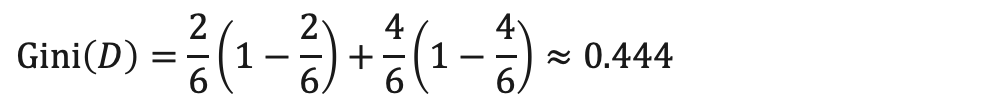 Gini(D) = 2/6 (1 − 2/6) + 4/6 (1 − 4/6) ≈ 0.444